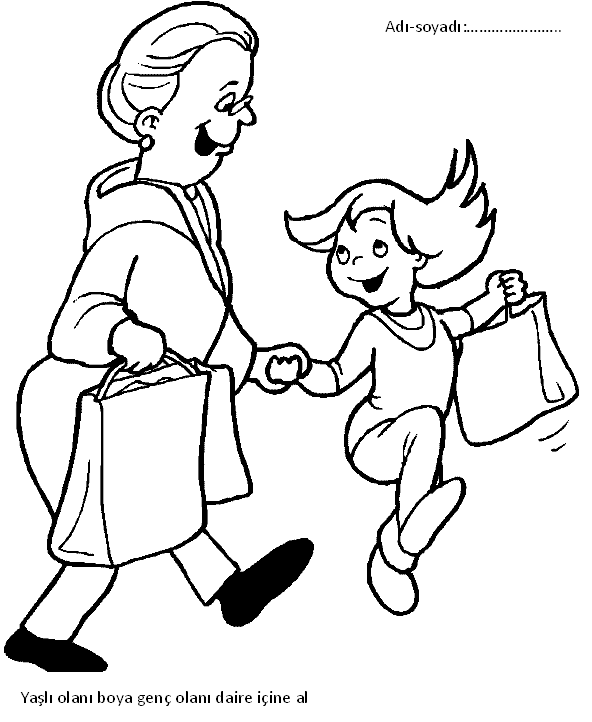 Adı-soyadı:......................
Yaşlı olanı boya genç olanı daire içine al